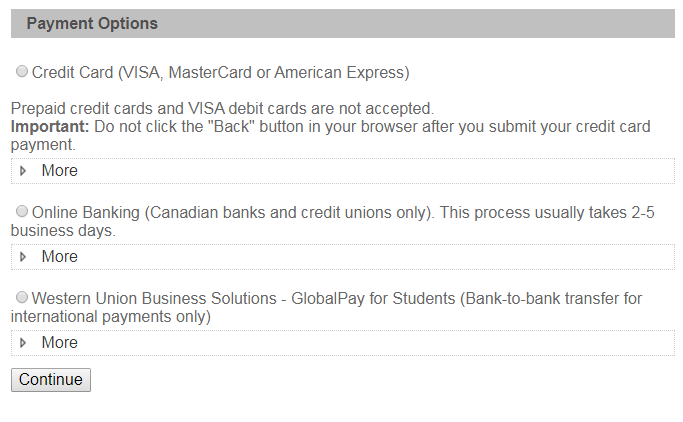 Payment Options
Credit Card (VISA, MasterCard or American Express)
Prepaid credit cards and VISA debit cards are not accepted.
Important: Do not click the "Back" button in your browser after you submit your credit card
payment.
More
Online Banking (Canadian banks and credit unions only). This process usually takes 2-5
business days.
More
Western Union Business Solutions - GlobalPay for Students (Bank-to-bank transfer for
international payments only)
More
Continue